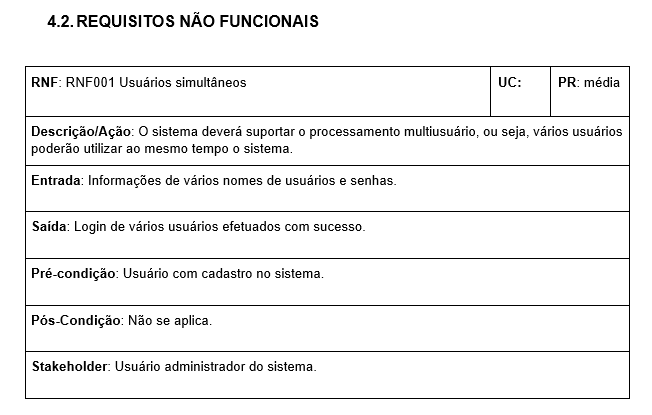 4.2. REQUISITOS NÃO FUNCIONAIS
RNF: RNF001 Usuários simultâneos UC: PR: média
Descrição/Ação: O sistema deverá suportar o processamento multiusuário, ou seja, vários usuários
poderão utilizar ao mesmo tempo o sistema.
Entrada: Informações de vários nomes de usuários e senhas.
Saída: Login de vários usuários efetuados com sucesso.
Pré-condição: Usuário com cadastro no sistema.
Pós-Condição: Não se aplica.
Stakeholder: Usuário administrador do sistema.